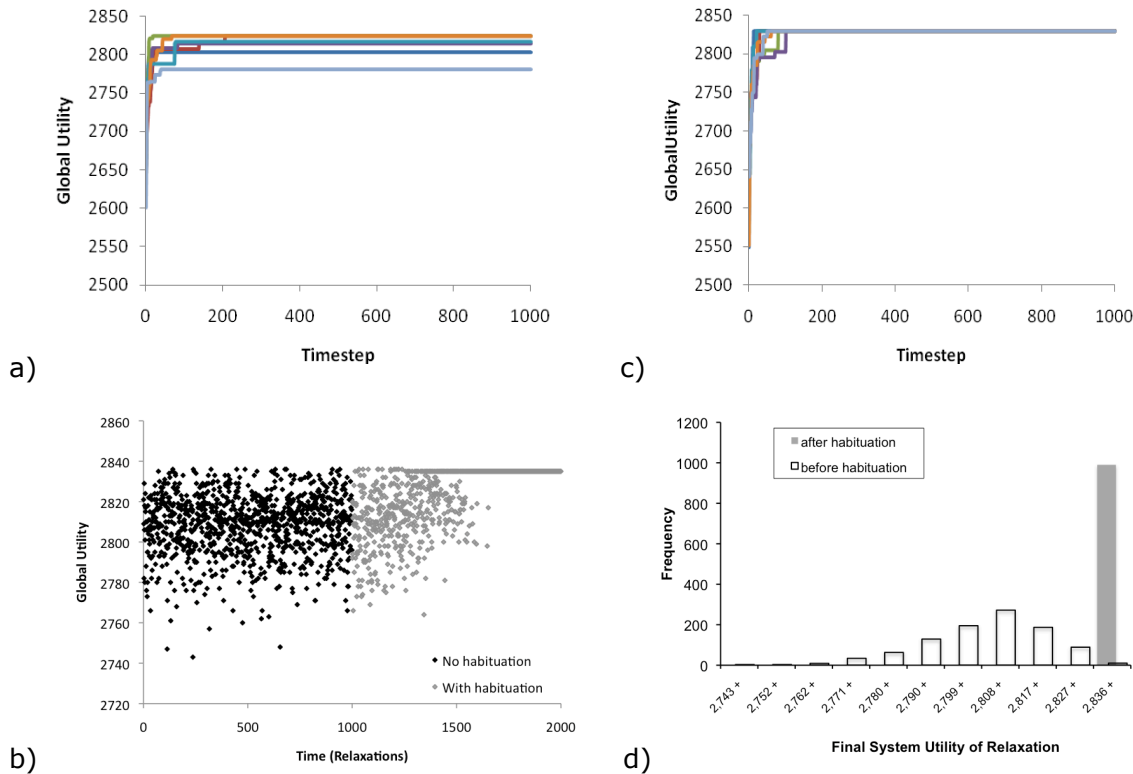 2850
2800
2750
2700
2650
2600
2550
2500
Global Utility
0 200 400 600 800 1000
Timestep
a)
2850
2800
2750
2700
2650
2600
2550
2500
GlobalUtility
0 200 400 600 800 1000
Timestep
c)
2860
2840
2820
2800
2780
2760
2740
2720
Global Utility
No habituation
With habituation
0 500 1000 1500 2000
Time (Relaxations)
b)
1200
1000
800
600
400
200
0
Frequency
after habituation
before habituation
2,743 + 2,752 + 2,762 + 2,771 + 2,780 + 2,790 + 2,799 + 2,808 + 2,817 + 2,827 + 2,836 +
Final System Utility of Relaxation
d)